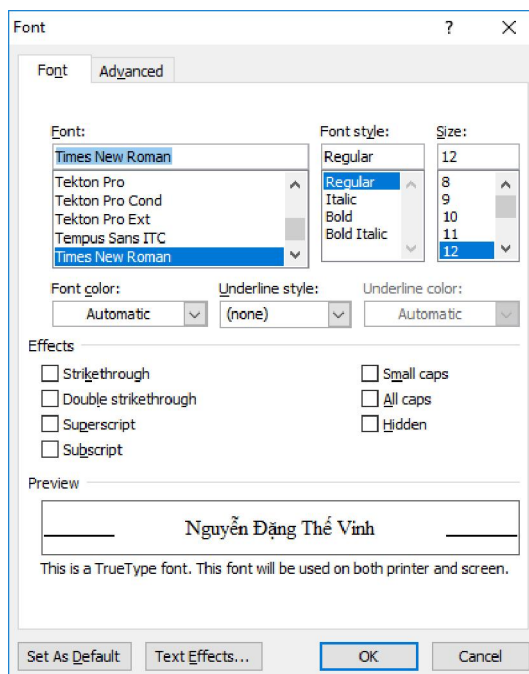 Font ?
Font Advanced
Font: Font style: Size:
Times New Roman Regular 12
Tekton Pro Regular 8
Tekton Pro Cond Italic 9
Tekton Pro Ext Bold 10
Tempus Sans ITC Bold Italic 11
Times New Roman 12
Font color: Underline style: Underline color:
Automatic (none) Automatic
Effects
Strikethrough Small caps
Double strikethrough All caps
Superscript Hidden
Subscript
Preview
Nguyễn Đặng Thế Vinh
This is a TrueType font. This font will be used on both printer and screen.
Set As Default Text Effects... OK Cancel